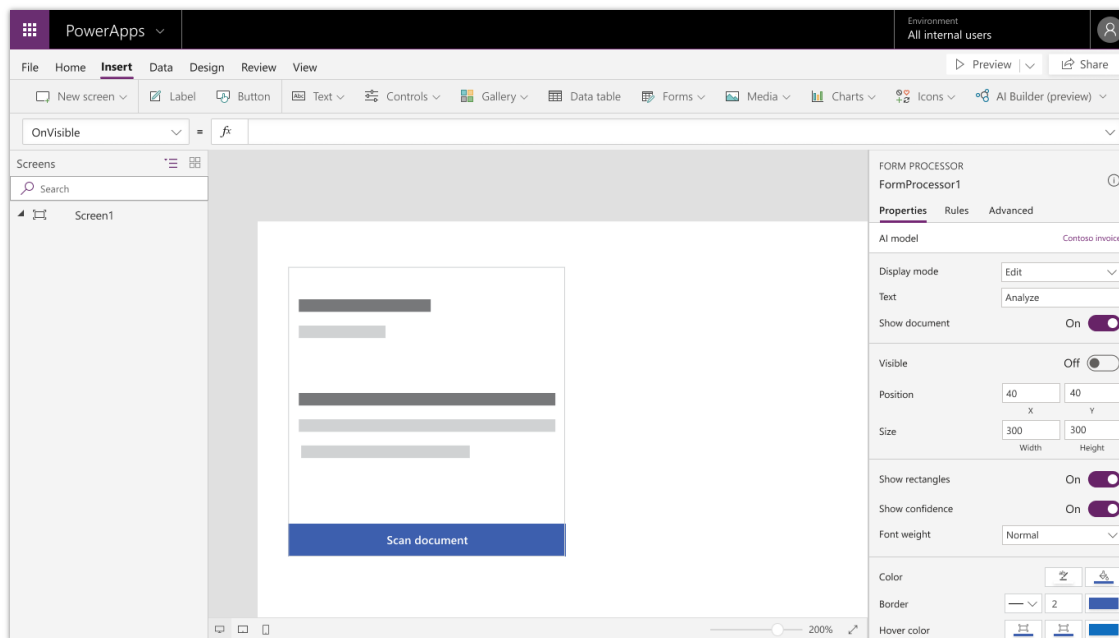 PowerApps
Environment
All internal users
File Home Insert Data Design Review View
Preview Share
New screen Label Button Abc Text Controls Gallery Data table Forms Media Charts Icons AI Builder (preview)
OnVisible = fx
Screens
Search
Screen1
Scan document
200%
FORM PROCESSOR
FormProcessor1
Properties Rules Advanced
AI model Contoso invoice
Display mode Edit
Text Analyze
Show document On
Visible Off
Position 40 40
X Y
Size 300 300
Width Height
Show rectangles On
Show confidence On
Font weight Normal
Color
Border 2
Hover color